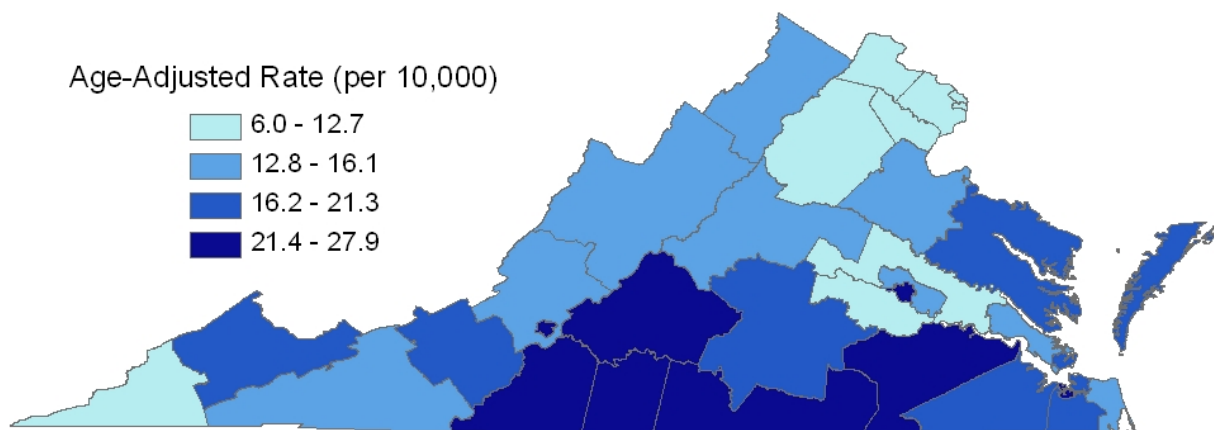 Age-Adjusted Rate (per 10,000)
6.0 - 12.7
12.8 - 16.1
16.2 - 21.3
21.4 - 27.9